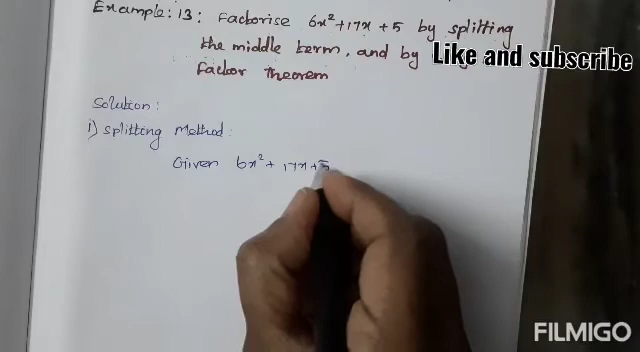 Example: 13: Factorise 6x²+17x+5 by splitting
the middle term, and by
Like and subscribe
factor theorem
Solution:
1) Splitting Method:
Given 6x²+17x+5
FILMIGO